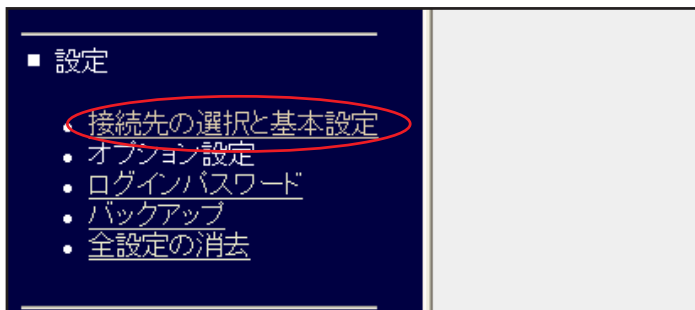 ■ 設定
• 接続先の選択と基本設定
• オプション設定
• ログインパスワード
• バックアップ
• 全設定の消去